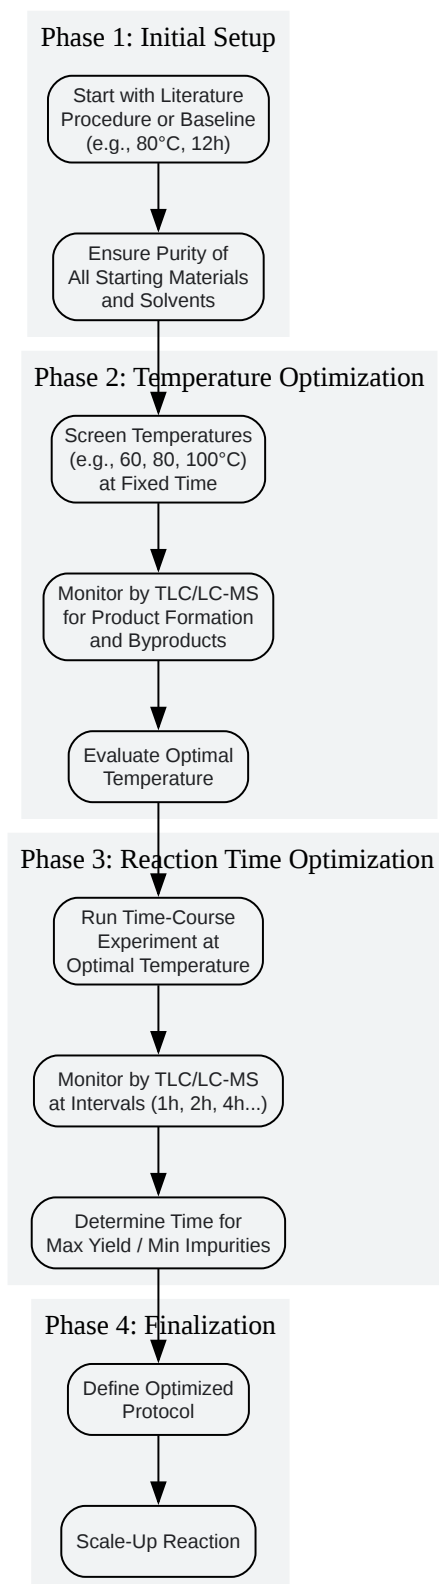 Phase 1: Initial Setup
Start with Literature
Procedure or Baseline
(e.g., 80°C, 12h)
Ensure Purity of
All Starting Materials
and Solvents
Phase 2: Temperature Optimization
Screen Temperatures
(e.g., 60, 80, 100°C)
at Fixed Time
Monitor by TLC/LC-MS
for Product Formation
and Byproducts
Evaluate Optimal
Temperature
Phase 3: Reaction Time Optimization
Run Time-Course
Experiment at
Optimal Temperature
Monitor by TLC/LC-MS
at Intervals (1h, 2h, 4h...)
Determine Time for
Max Yield / Min Impurities
Phase 4: Finalization
Define Optimized
Protocol
Scale-Up Reaction